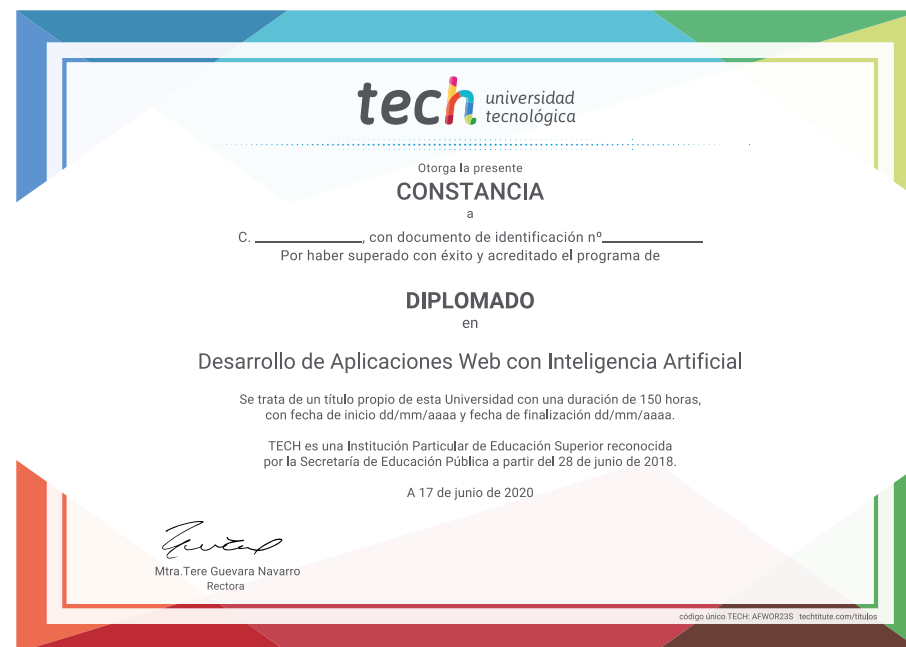 tech universidad
tecnológica
Otorga la presente
CONSTANCIA
a
C. ____________, con documento de identificación nº____________
Por haber superado con éxito y acreditado el programa de
DIPLOMADO
en
Desarrollo de Aplicaciones Web con Inteligencia Artificial
Se trata de un título propio de esta Universidad con una duración de 150 horas,
con fecha de inicio dd/mm/aaaa y fecha de finalización dd/mm/aaaa.
TECH es una Institución Particular de Educación Superior reconocida
por la Secretaría de Educación Pública a partir del 28 de junio de 2018.
A 17 de junio de 2020
Mtra.Tere Guevara Navarro
Rectora
código único TECH: AFWOR23S techtitute.com/titulos